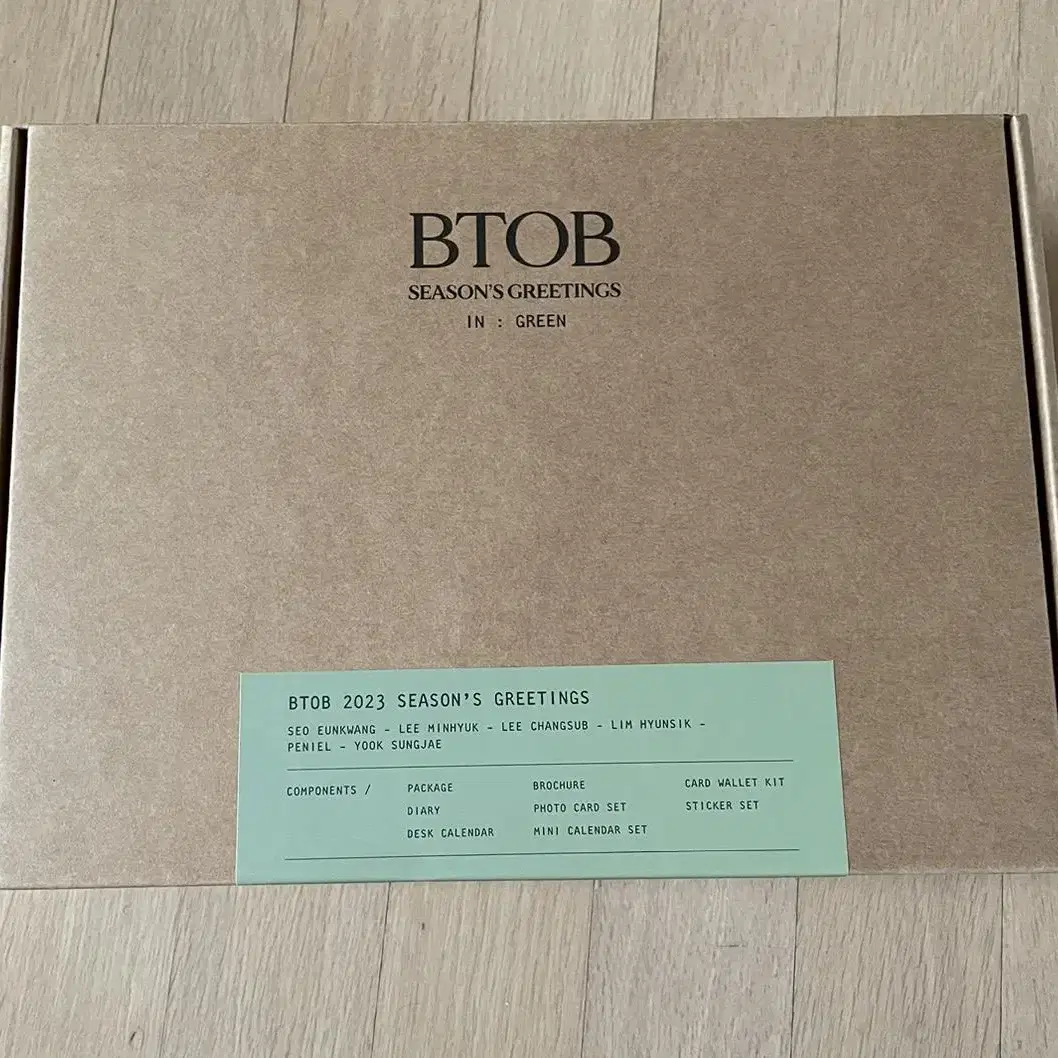 BTOB
SEASON'S GREETINGS
IN : GREEN
BTOB 2023 SEASON'S GREETINGS
SEO EUNKWANG - LEE MINHYUK - LEE CHANGSUB - LIM HYUNSIK -
PENIEL - YOOK SUNGJAE
COMPONENTS / PACKAGE BROCHURE CARD WALLET KIT
DIARY PHOTO CARD SET STICKER SET
DESK CALENDAR MINI CALENDAR SET